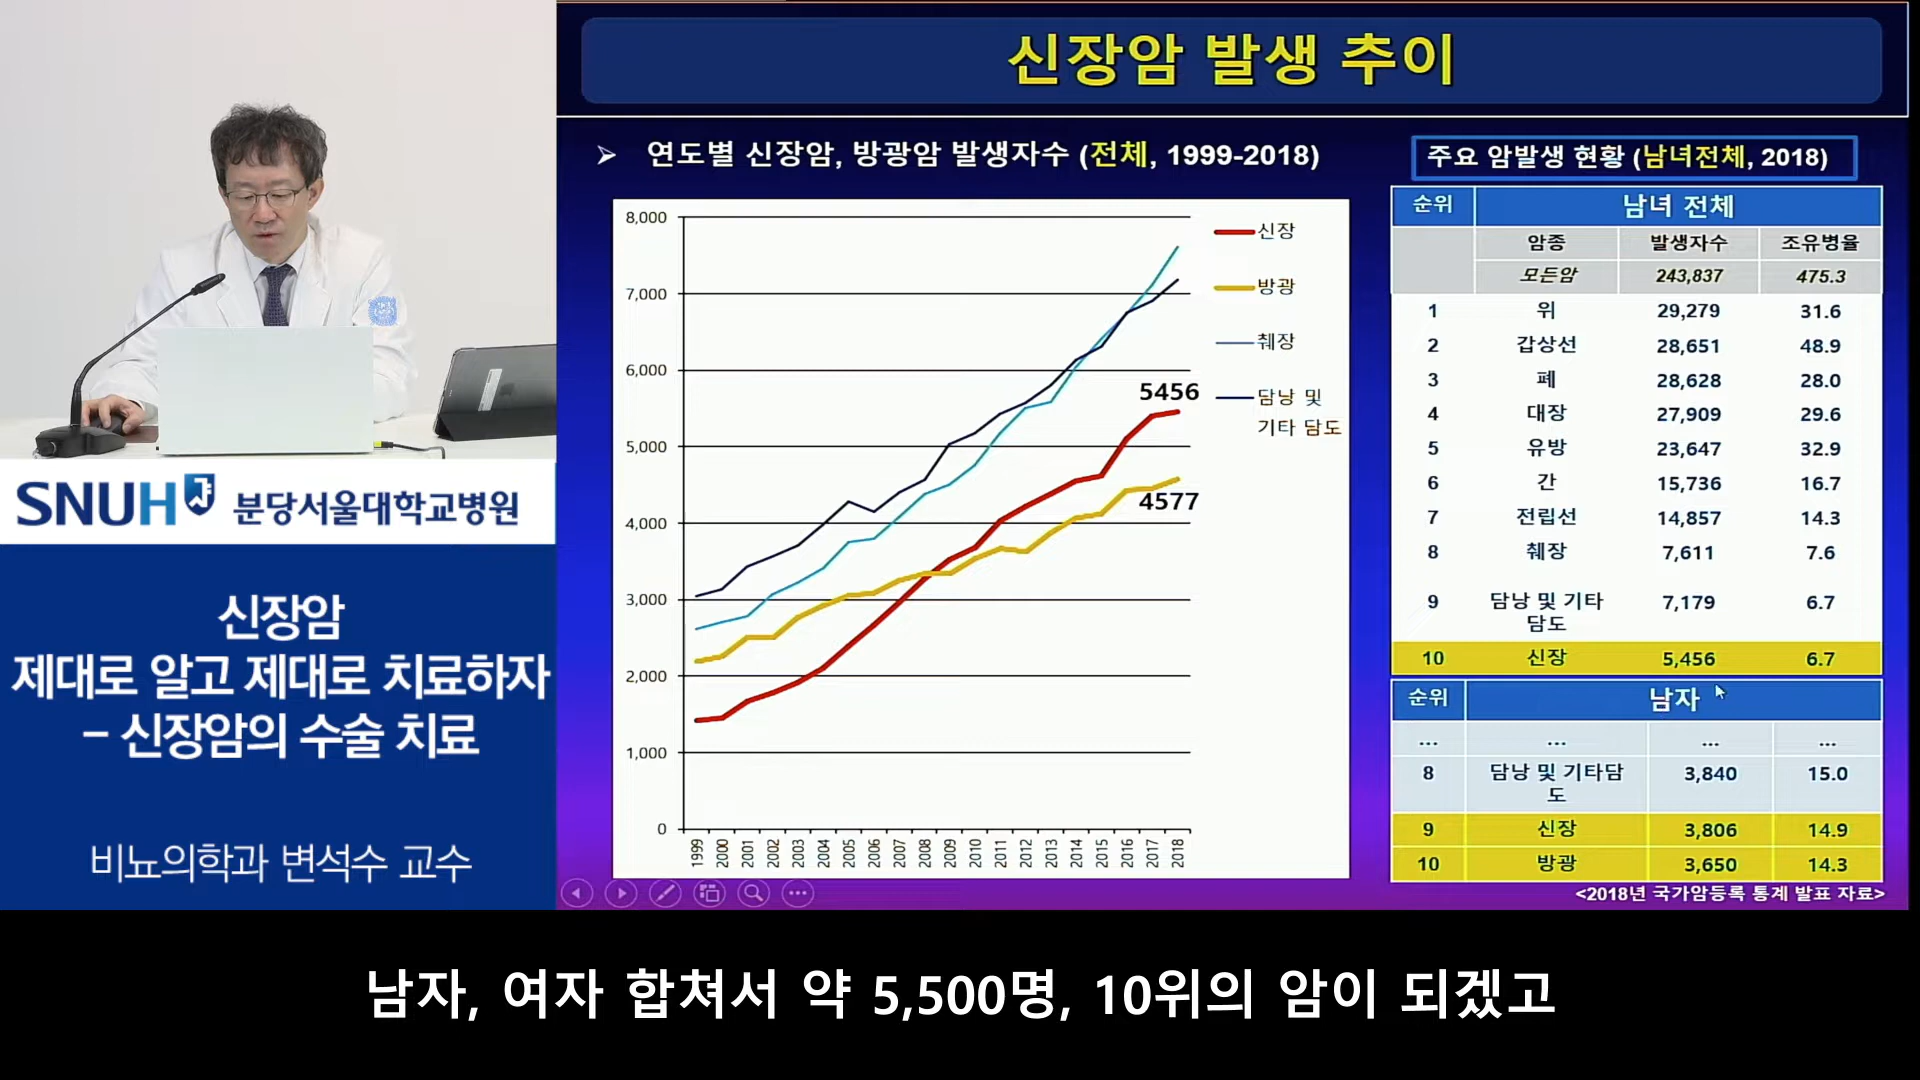 신장암 발생 추이
➢ 연도별 신장암, 방광암 발생자수 (전체, 1999-2018)
8,000
7,000
6,000
5,000
4,000
3,000
2,000
1,000
0
1999 2000 2001 2002 2003 2004 2005 2006 2007 2008 2009 2010 2011 2012 2013 2014 2015 2016 2017 2018
신장
방광
췌장
담낭 및
기타 담도
5456
4577
주요 암발생 현황 (남녀전체, 2018)
순위 남녀 전체
암종 발생자수 조유병율
모든암 243,837 475.3
1 위 29,279 31.6
2 갑상선 28,651 48.9
3 폐 28,628 28.0
4 대장 27,909 29.6
5 유방 23,647 32.9
6 간 15,736 16.7
7 전립선 14,857 14.3
8 췌장 7,611 7.6
9 담낭 및 기타 7,179 6.7
담도
10 신장 5,456 6.7
순위 남자
... ... ... ...
8 담낭 및 기타담 3,840 15.0
도
9 신장 3,806 14.9
10 방광 3,650 14.3
<2018년 국가암등록 통계 발표 자료>
SNUH 분당서울대학교병원
신장암
제대로 알고 제대로 치료하자
- 신장암의 수술 치료
비뇨의학과 변석수 교수
남자, 여자 합쳐서 약 5,500명, 10위의 암이 되겠고